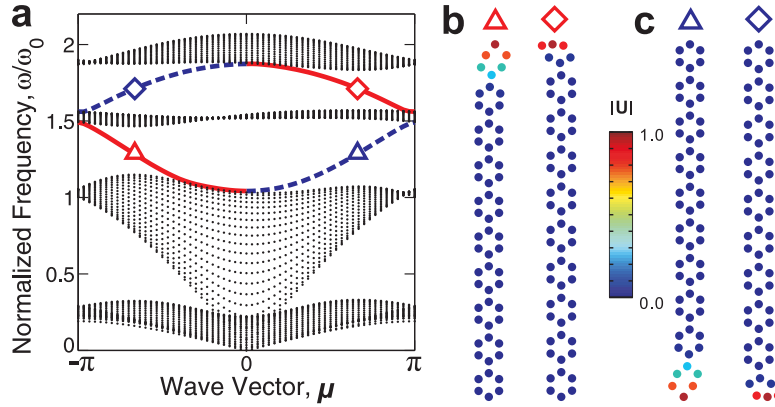 a
Normalized Frequency, ω/ω0
2
1.5
1
0.5
0
-π
0
π
Wave Vector, μ
b
c
|U|
1.0
0.0